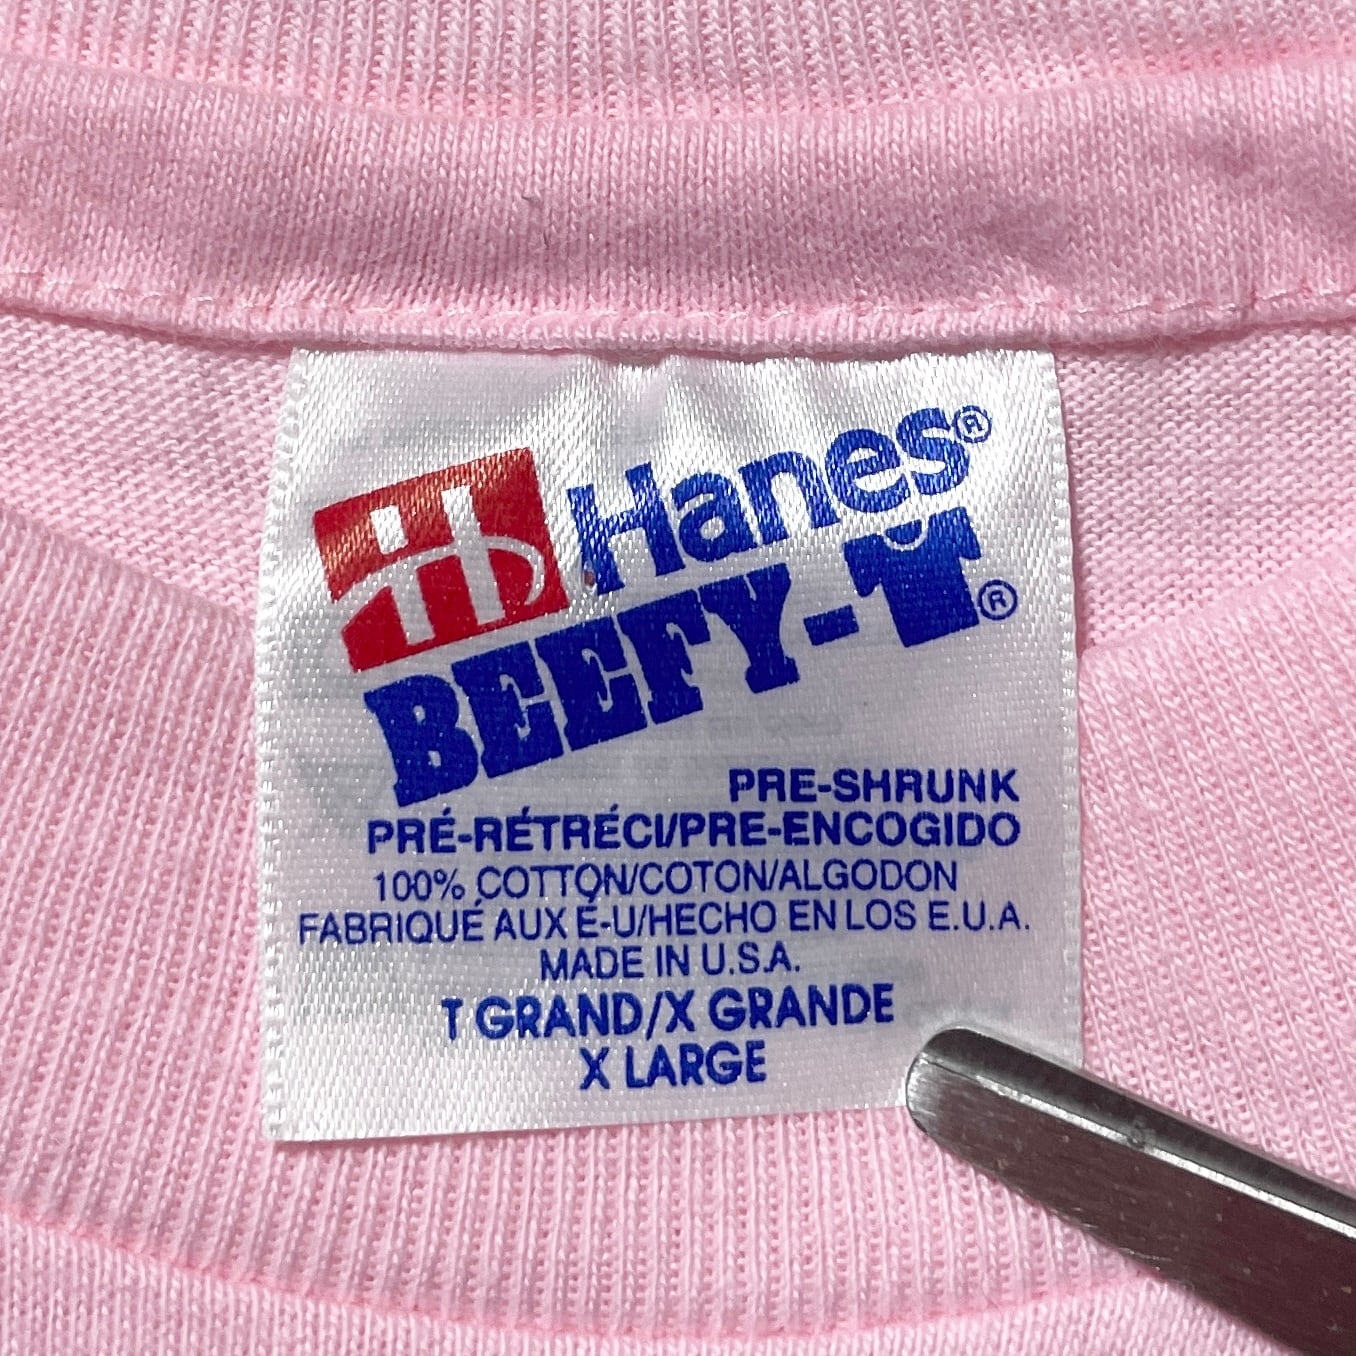 Hanes®
BEEFY-T®
PRE-SHRUNK
PRÉ-RÉTRÉCI/PRE-ENCOGIDO
100% COTTON/COTON/ALGODON
FABRIQUÉ AUX É-U/HECHO EN LOS E.U.A.
MADE IN U.S.A.
T GRAND/X GRANDE
X LARGE